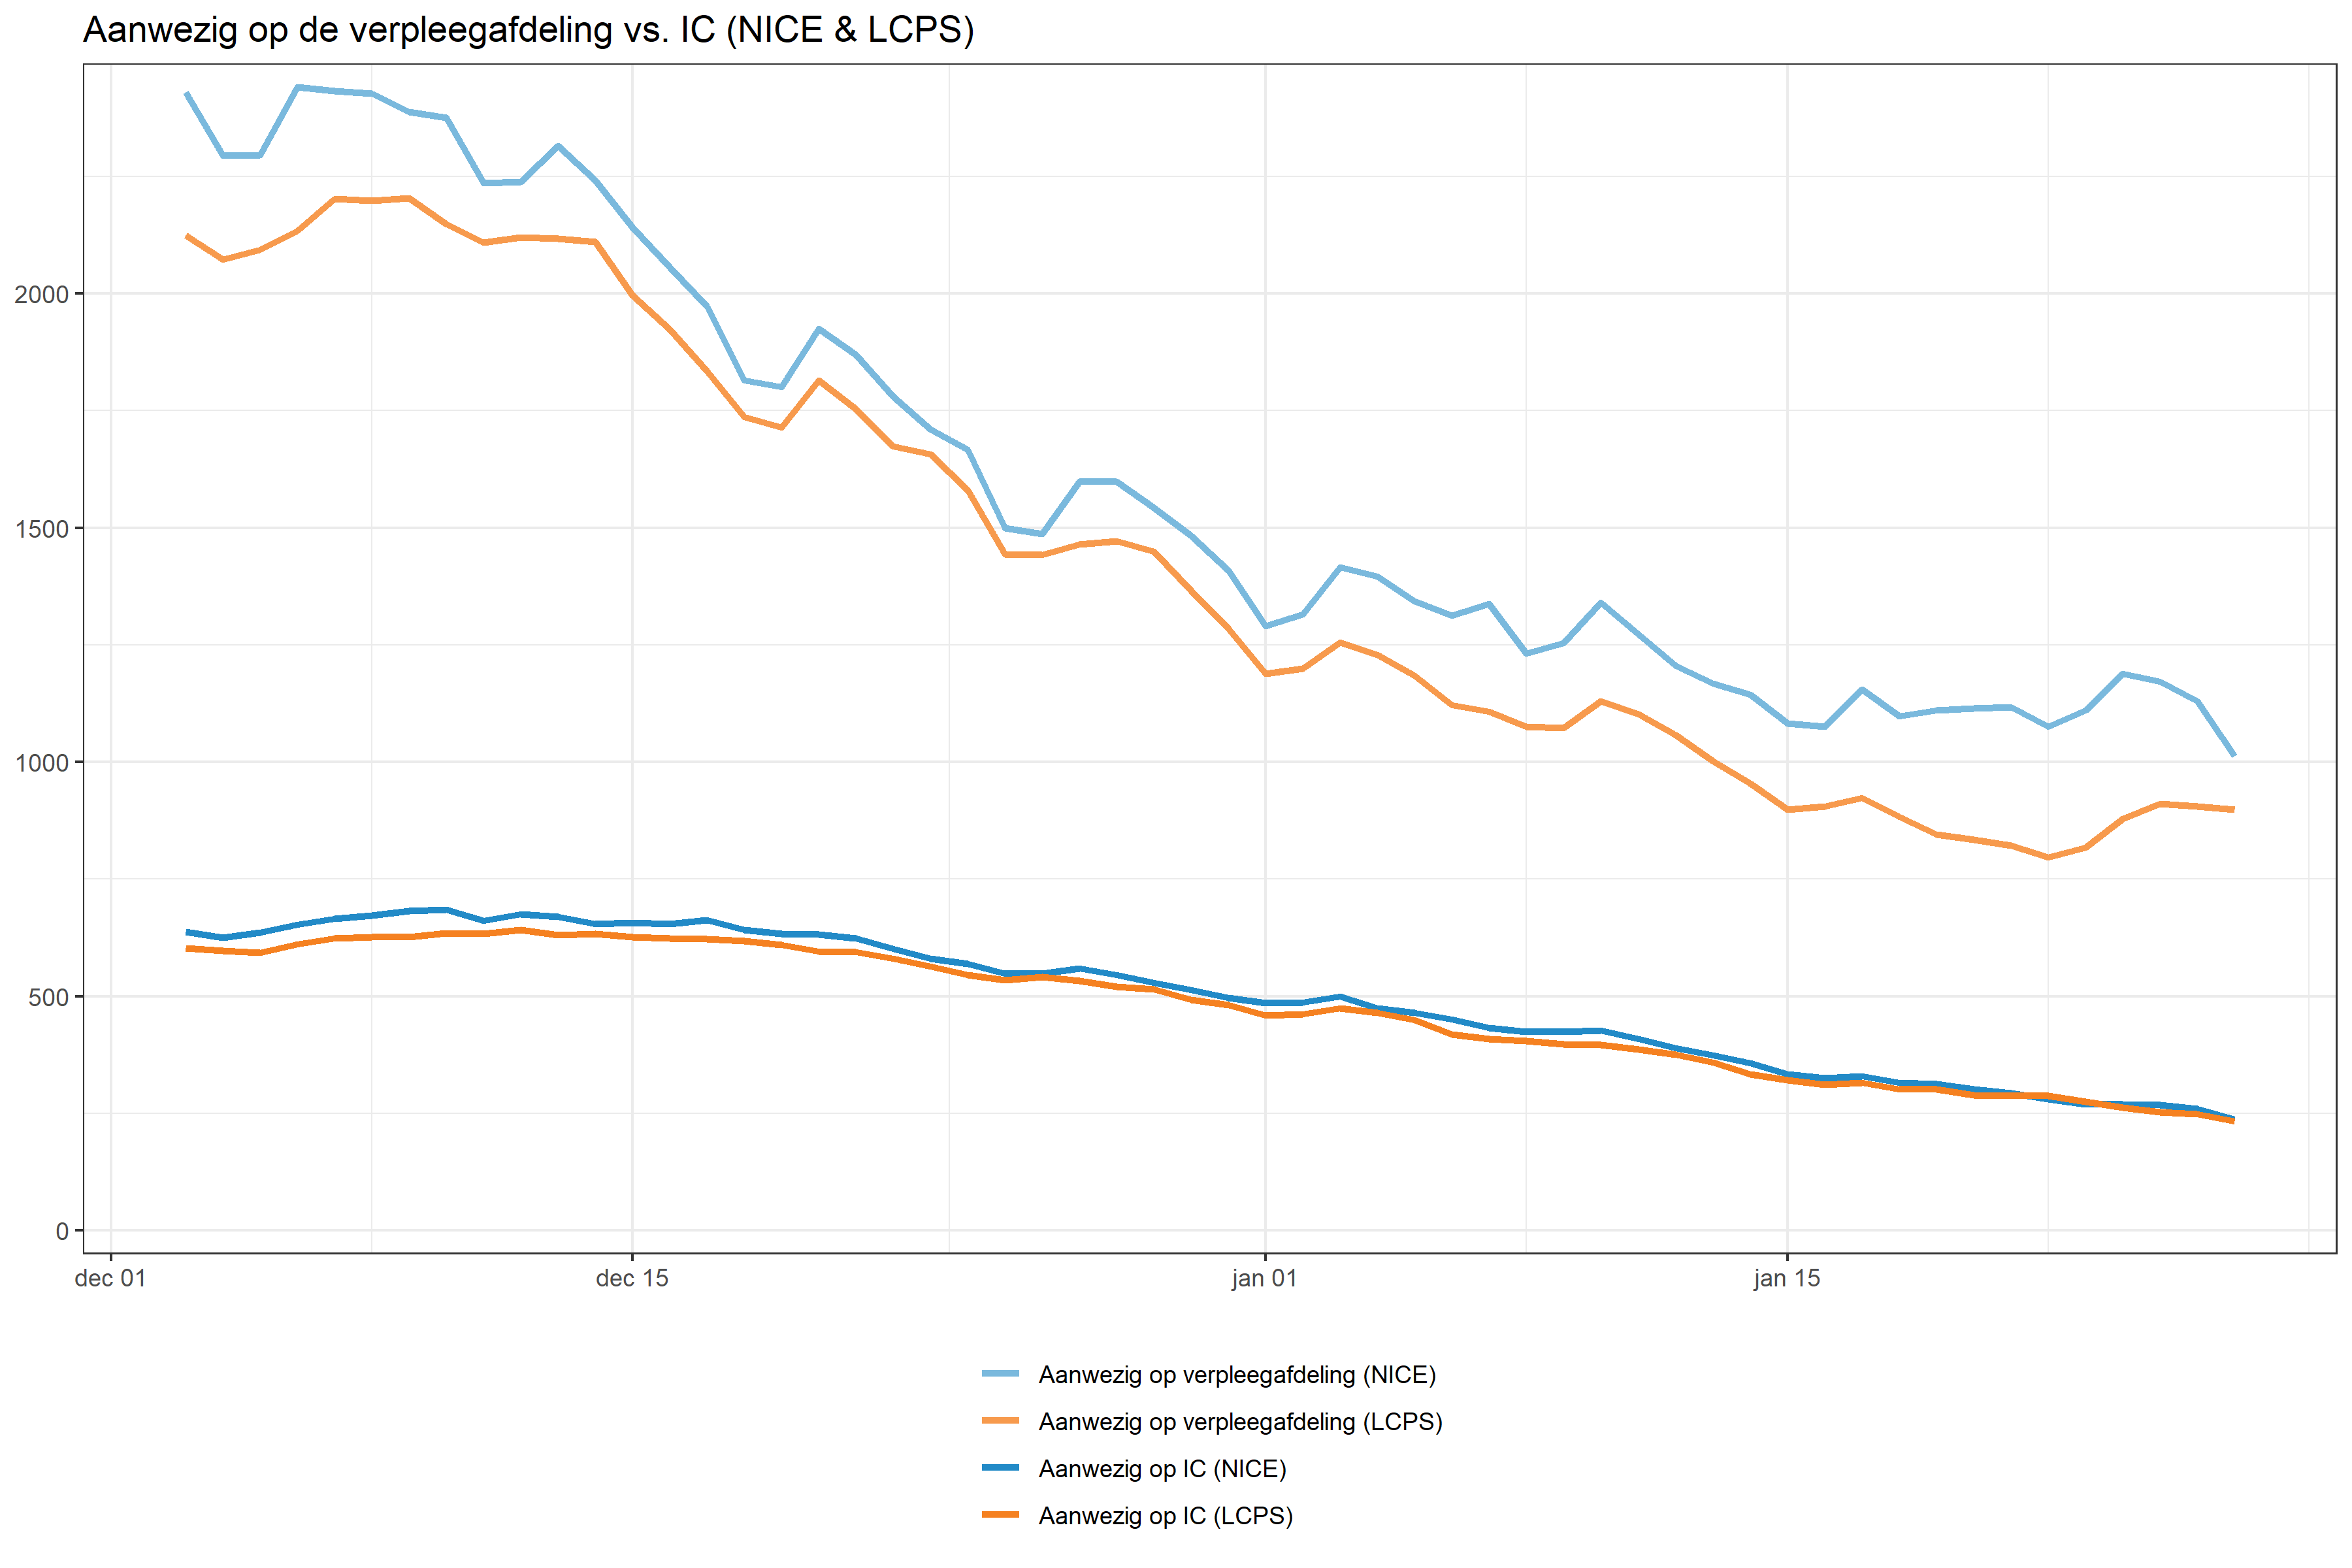 Aanwezig op de verpleegafdeling vs. IC (NICE & LCPS)
2000
1500
1000
500
0
dec 01
dec 15
jan 01
jan 15
Aanwezig op verpleegafdeling (NICE)
Aanwezig op verpleegafdeling (LCPS)
Aanwezig op IC (NICE)
Aanwezig op IC (LCPS)